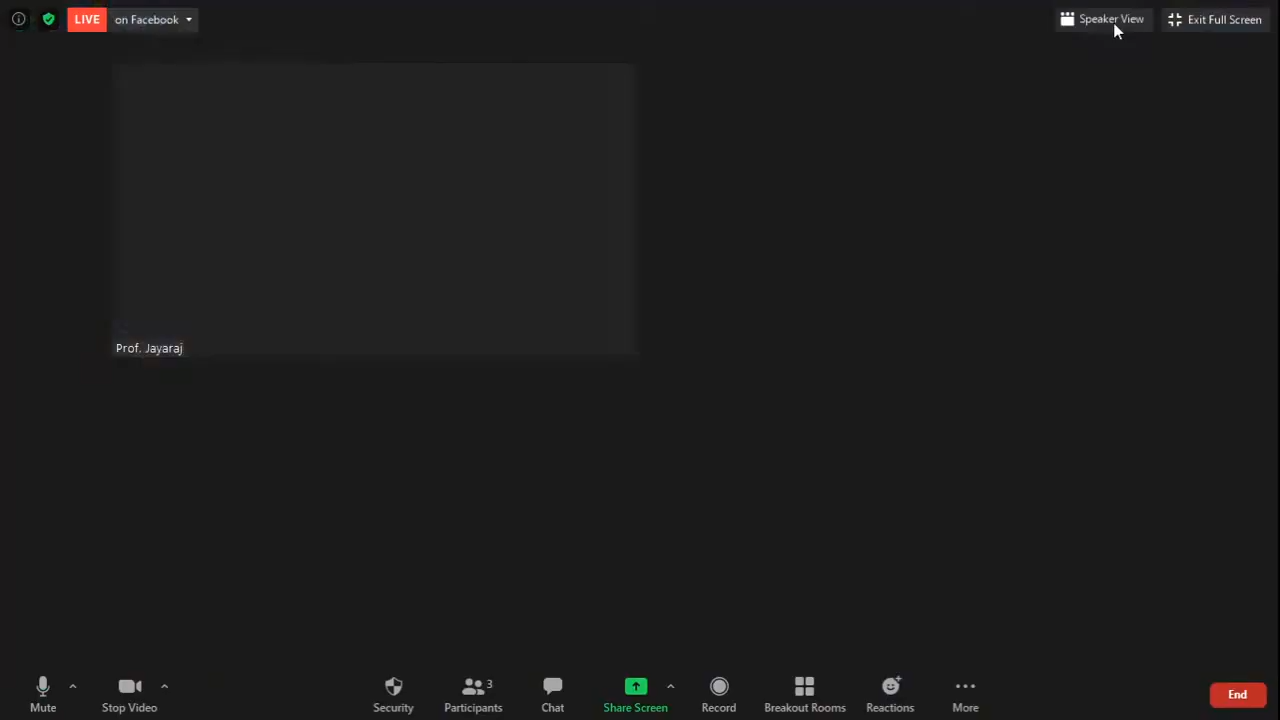 LIVE on Facebook
Speaker View
Exit Full Screen
Prof. Jayaraj
3
Mute
Stop Video
Security
Participants
Chat
Share Screen
Record
Breakout Rooms
Reactions
More
End